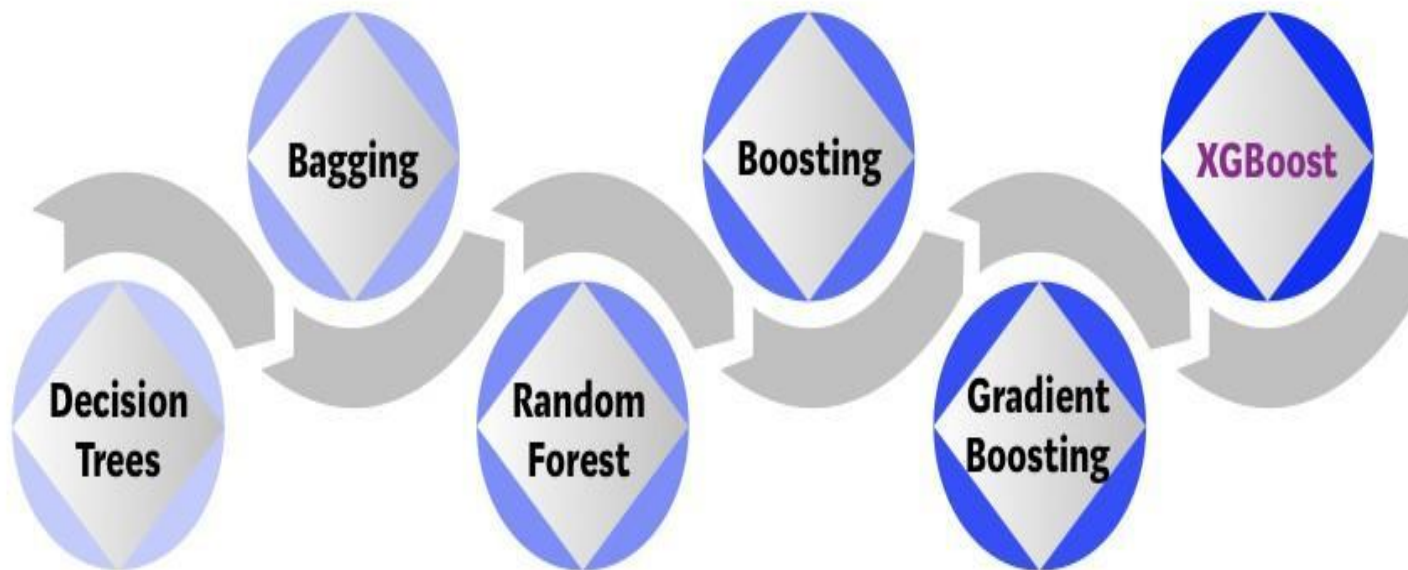 Decision
Trees
Bagging
Random
Forest
Boosting
Gradient
Boosting
XGBoost